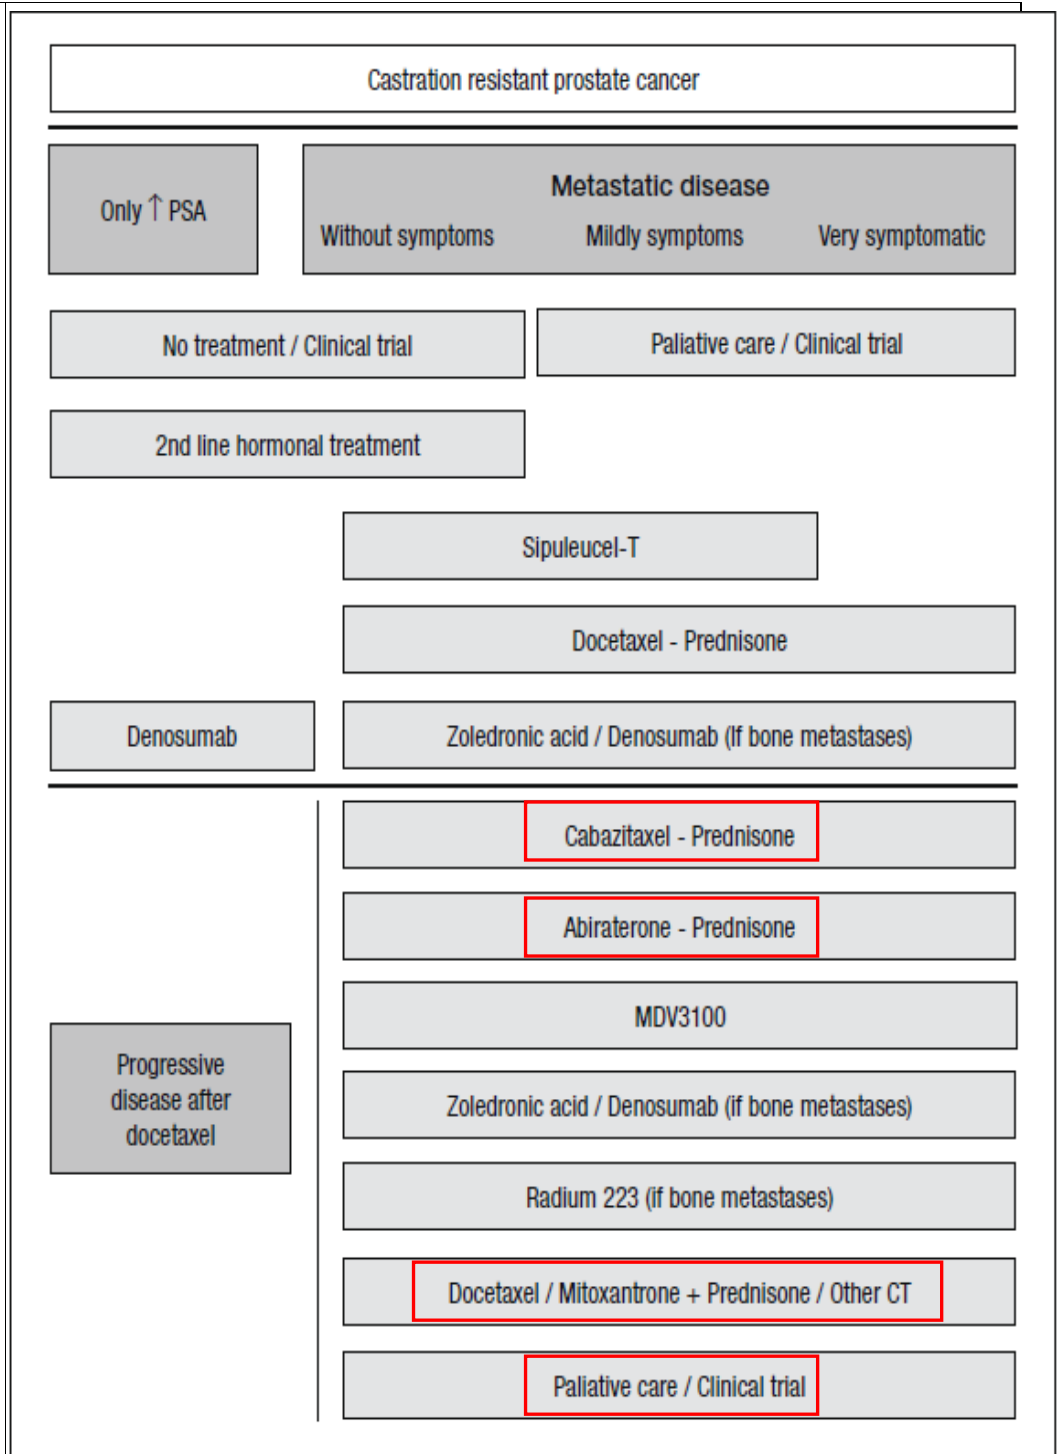 Castration resistant prostate cancer
Only ↑ PSA
Metastatic disease
Without symptoms Mildly symptoms Very symptomatic
No treatment / Clinical trial
Paliative care / Clinical trial
2nd line hormonal treatment
Sipuleucel-T
Docetaxel - Prednisone
Denosumab
Zoledronic acid / Denosumab (If bone metastases)
Cabazitaxel - Prednisone
Abiraterone - Prednisone
MDV3100
Progressive
disease after
docetaxel
Zoledronic acid / Denosumab (if bone metastases)
Radium 223 (if bone metastases)
Docetaxel / Mitoxantrone + Prednisone / Other CT
Paliative care / Clinical trial